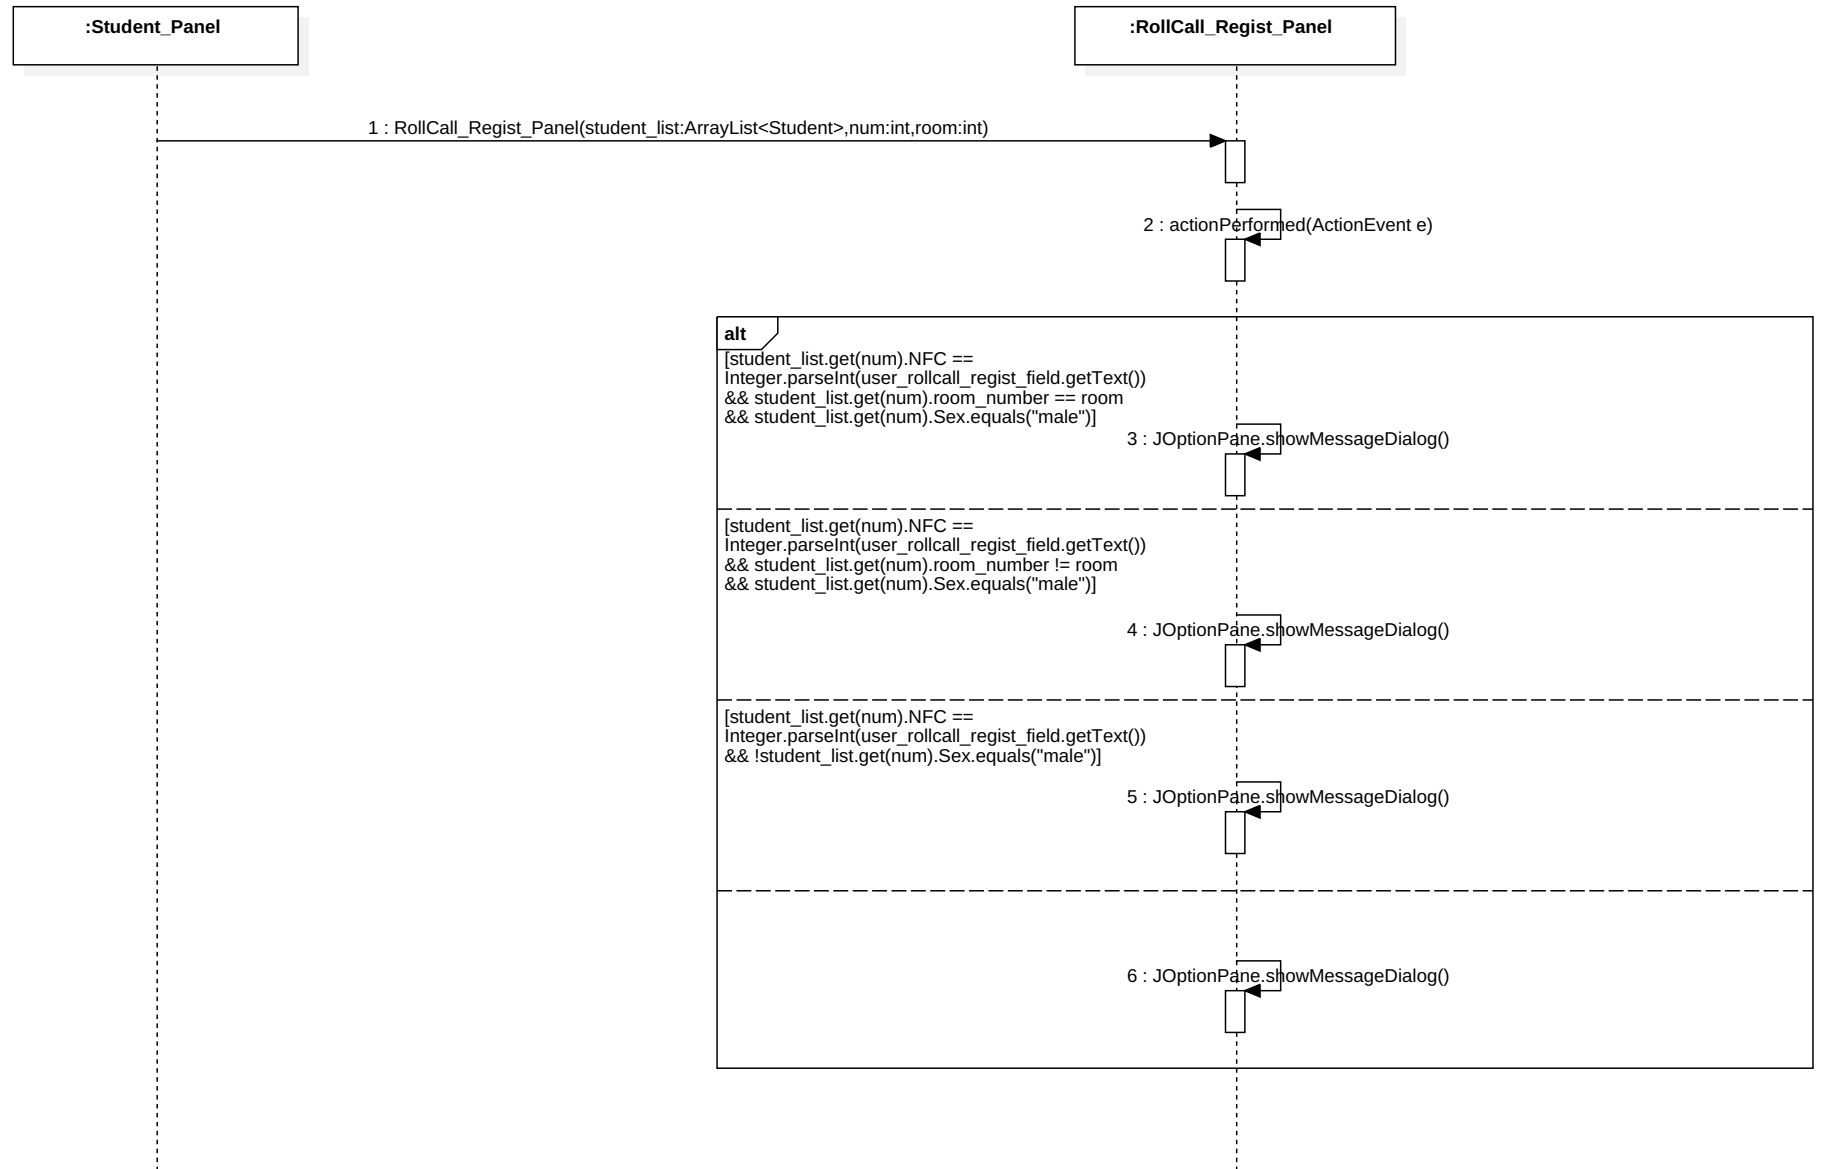 :Student_Panel
:RollCall_Regist_Panel
1 : RollCall_Regist_Panel(student_list:ArrayList<Student>,num:int,room:int)
2 : actionPerformed(ActionEvent e)
alt
[student_list.get(num).NFC ==
Integer.parseInt(user_rollcall_regist_field.getText())
&& student_list.get(num).room_number == room
&& student_list.get(num).Sex.equals("male")]
3 : JOptionPane.showMessageDialog()
[student_list.get(num).NFC ==
Integer.parseInt(user_rollcall_regist_field.getText())
&& student_list.get(num).room_number != room
&& student_list.get(num).Sex.equals("male")]
4 : JOptionPane.showMessageDialog()
[student_list.get(num).NFC ==
Integer.parseInt(user_rollcall_regist_field.getText())
&& !student_list.get(num).Sex.equals("male")]
5 : JOptionPane.showMessageDialog()
6 : JOptionPane.showMessageDialog()